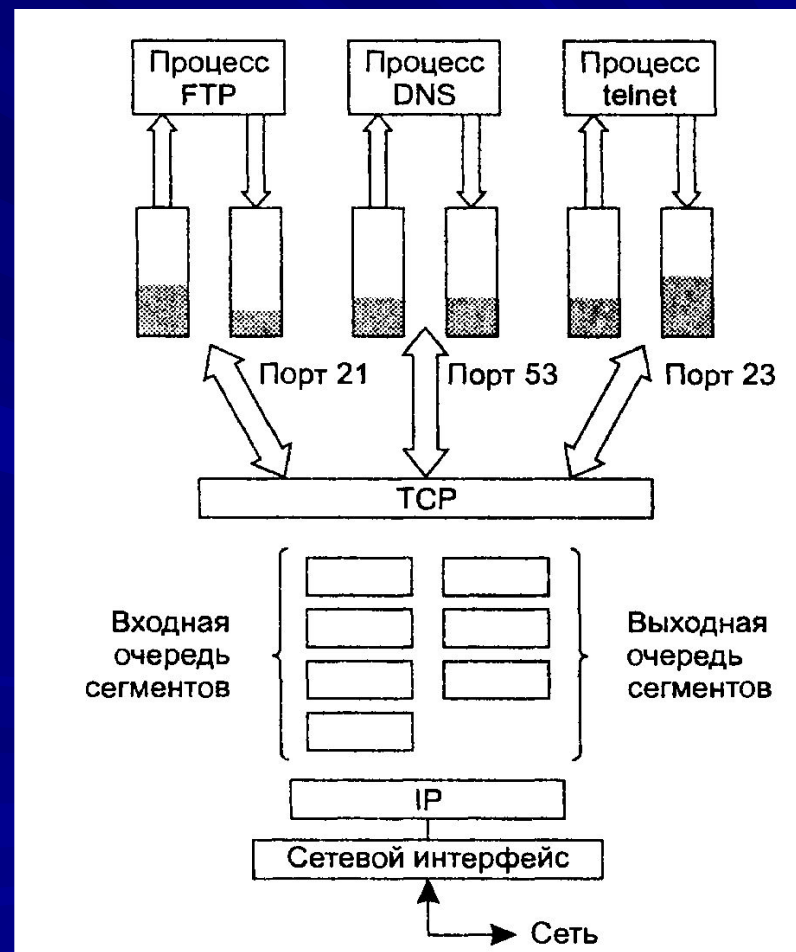 Процесс
FTP
Процесс
DNS
Процесс
telnet
Порт 21
Порт 53
Порт 23
TCP
Входная
очередь
сегментов
Выходная
очередь
сегментов
IP
Сетевой интерфейс
Сеть